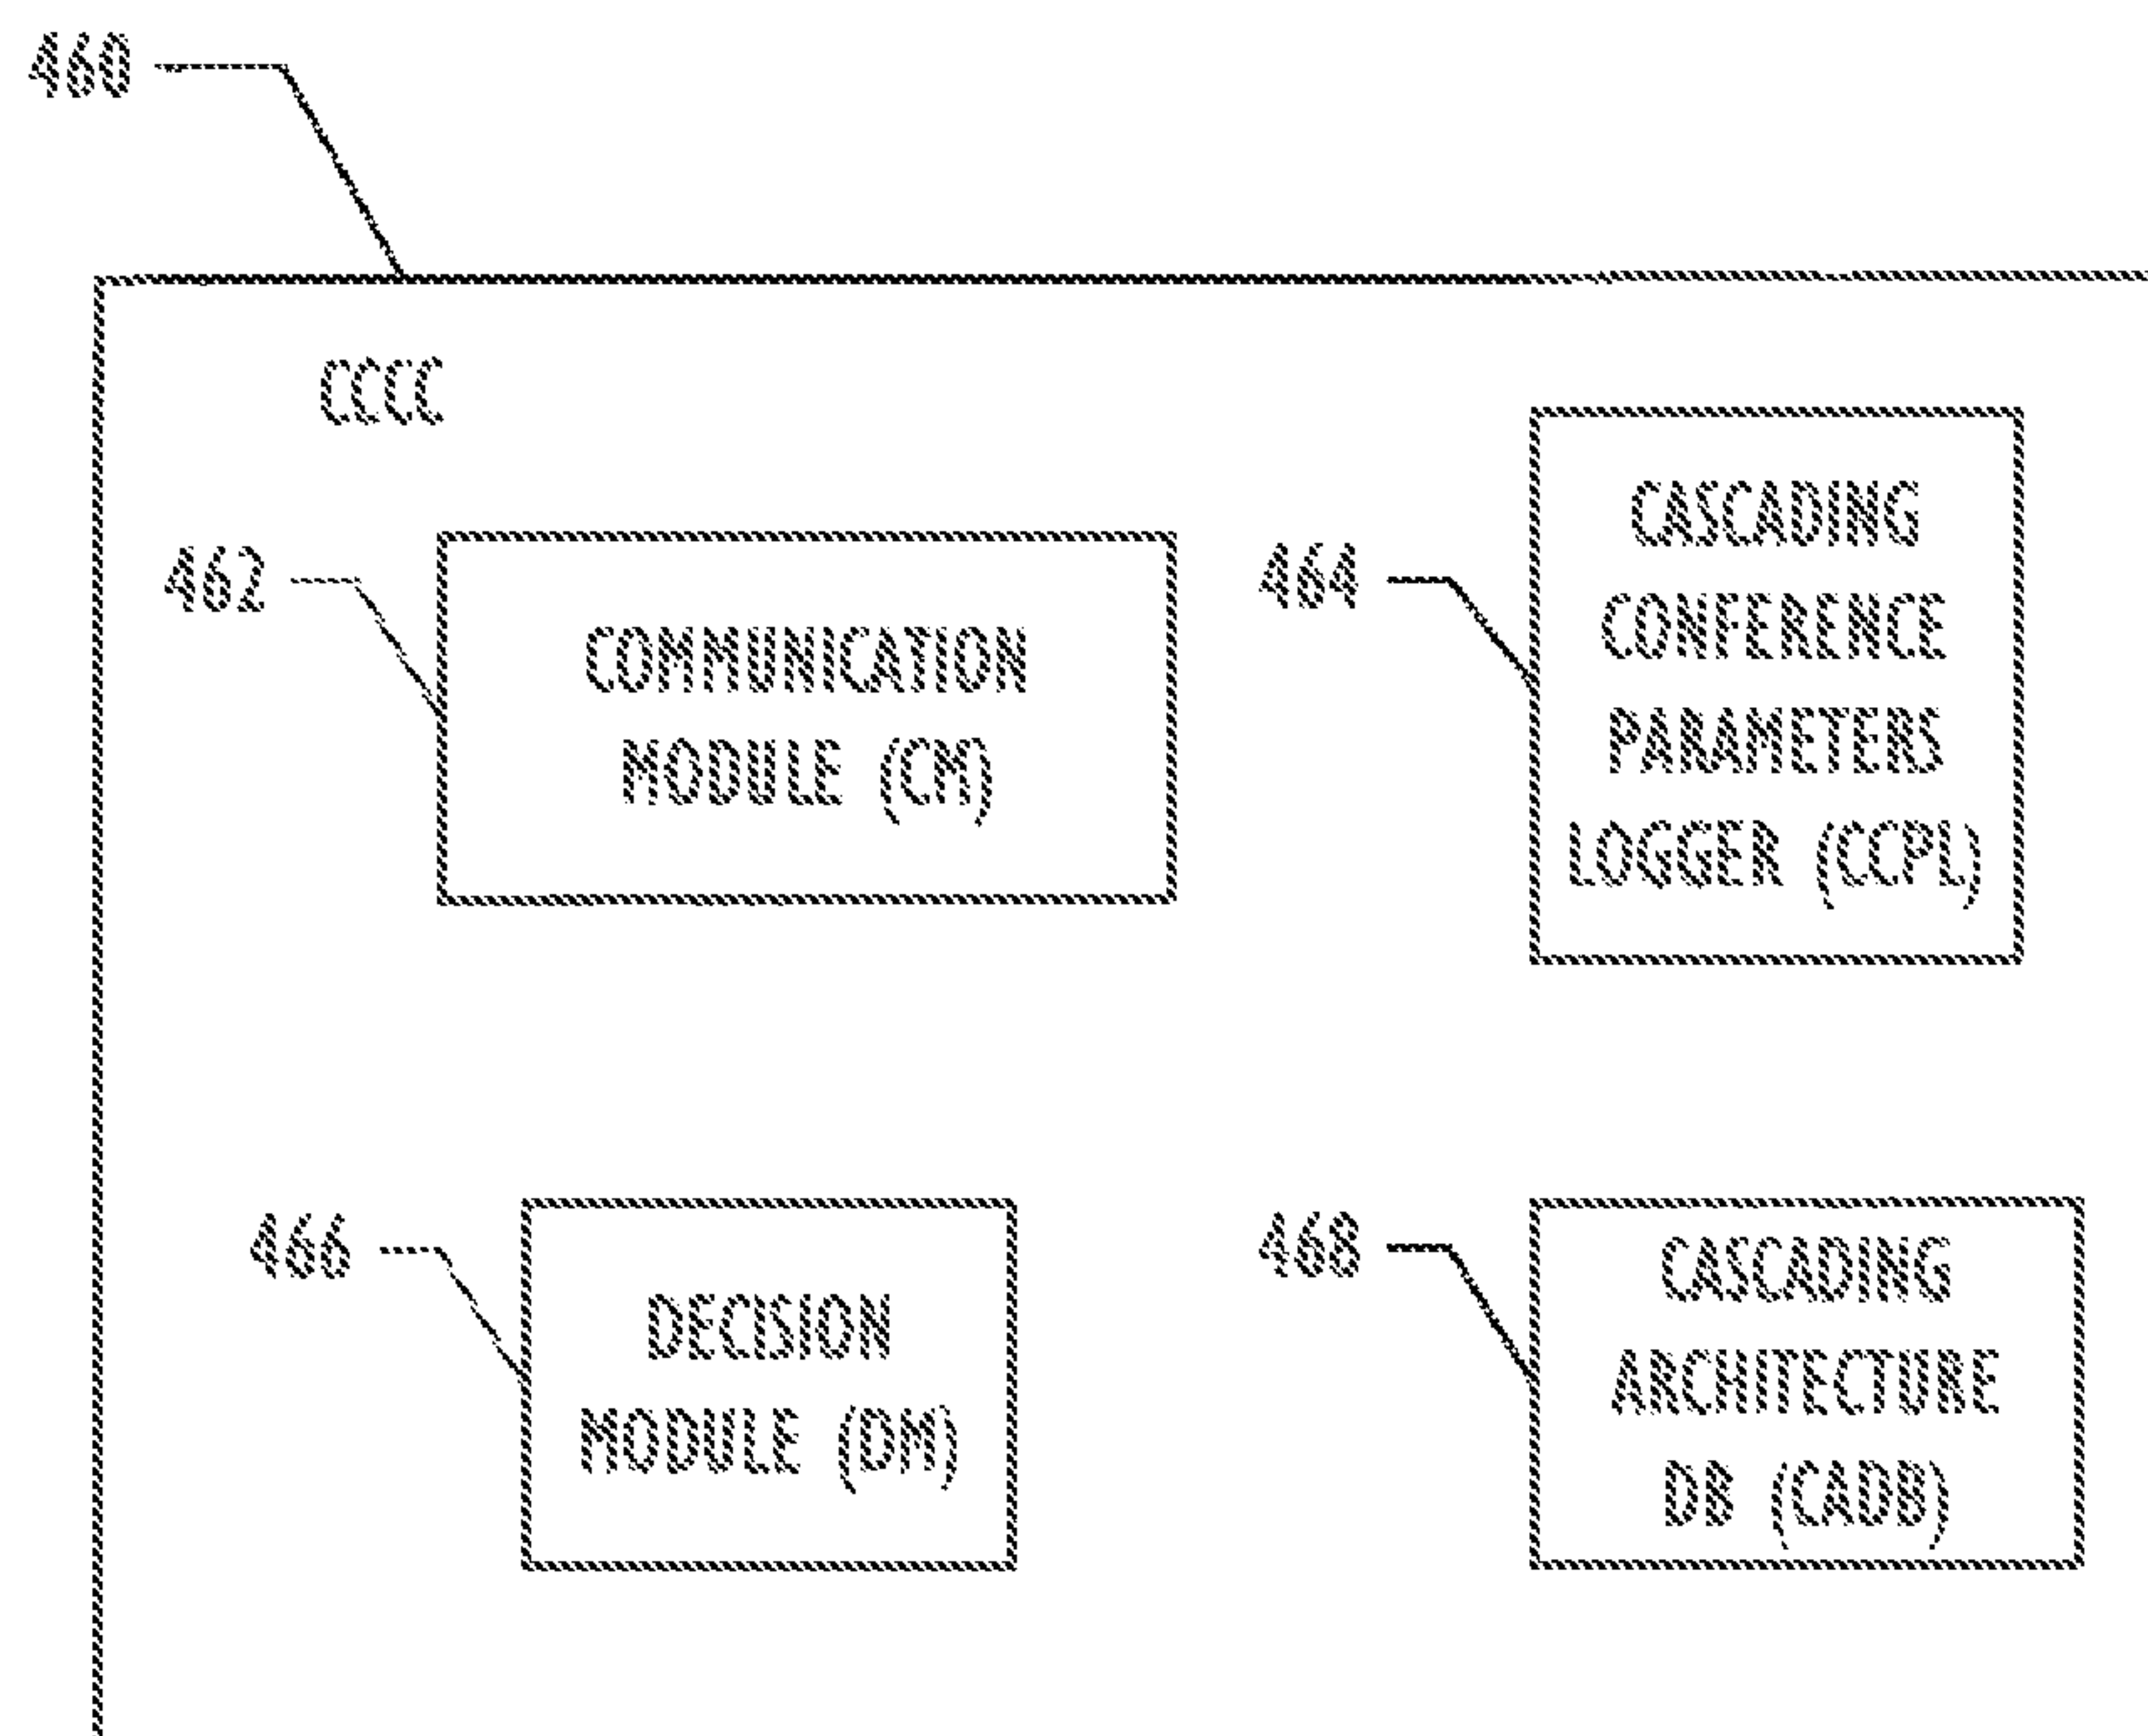 460
CCCC
462
COMMUNICATION
MODULE (CM)
464
CASCADING
CONFERENCE
PARAMETERS
LOGGER (CCPL)
466
DECISION
MODULE (DM)
468
CASCADING
ARCHITECTURE
DB (CADB)